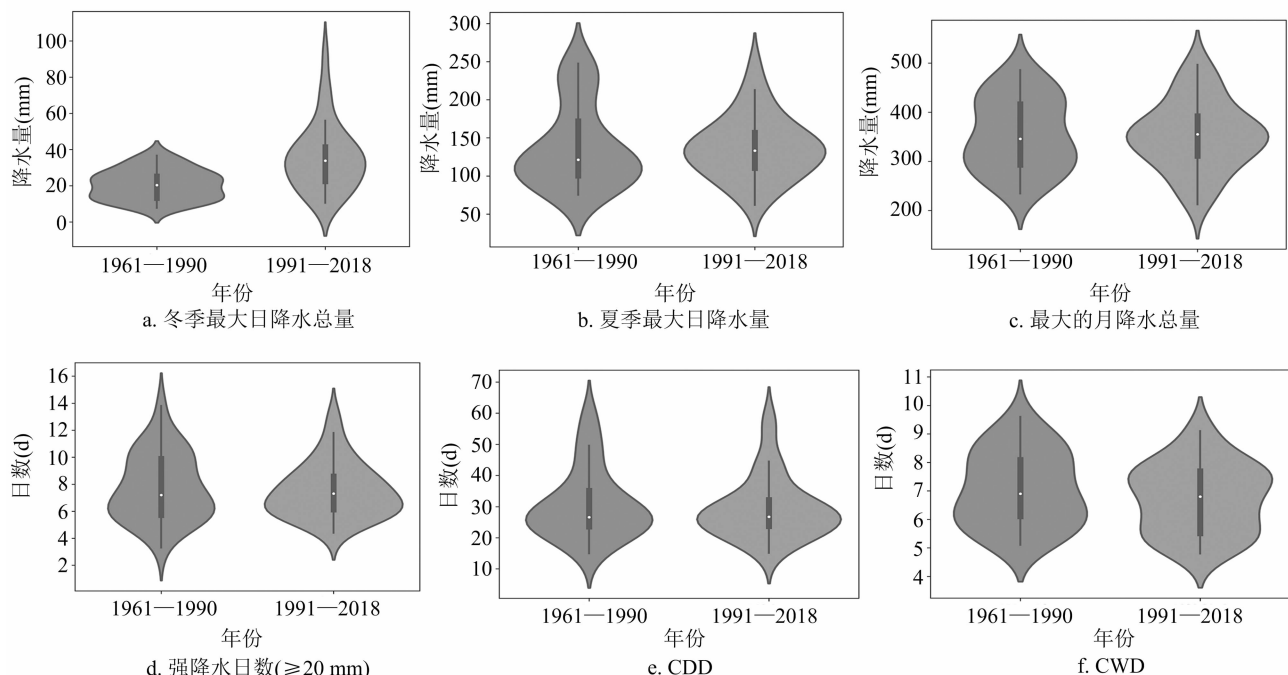 100
80
60
40
20
0
降水量(mm)
1961—1990
1991—2018
年份
a. 冬季最大日降水总量
300
250
200
150
100
50
降水量(mm)
1961—1990
1991—2018
年份
b. 夏季最大日降水量
500
400
300
200
降水量(mm)
1961—1990
1991—2018
年份
c. 最大的月降水总量
16
14
12
10
8
6
4
2
日数(d)
1961—1990
1991—2018
年份
d. 强降水日数(≥20 mm)
70
60
50
40
30
20
10
日数(d)
1961—1990
1991—2018
年份
e. CDD
11
10
9
8
7
6
5
4
日数(d)
1961—1990
1991—2018
年份
f. CWD